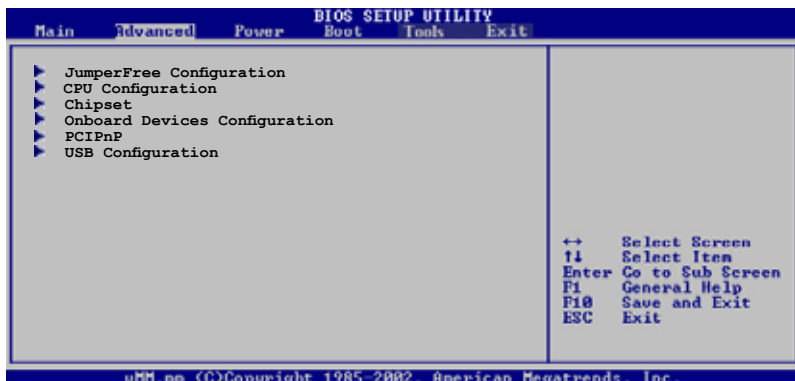 BIOS SETUP UTILITY
Main Advanced Power Boot Tools Exit
JumperFree Configuration
CPU Configuration
Chipset
Onboard Devices Configuration
PCIPnP
USB Configuration
←→ Select Screen
↑↓ Select Item
Enter Go to Sub Screen
F1 General Help
F10 Save and Exit
ESC Exit
(C)Copyright 1985-2002, American Megatrends, Inc.